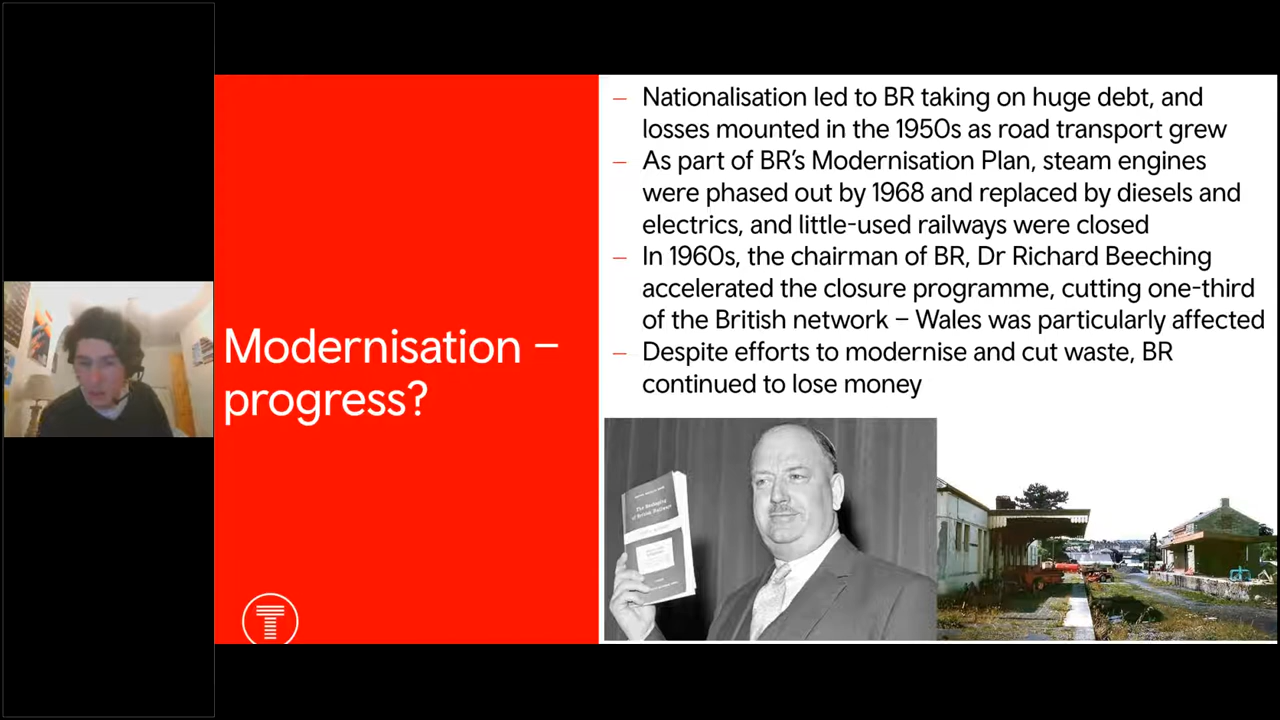 Modernisation –
progress?
– Nationalisation led to BR taking on huge debt, and
losses mounted in the 1950s as road transport grew
– As part of BR’s Modernisation Plan, steam engines
were phased out by 1968 and replaced by diesels and
electrics, and little-used railways were closed
– In 1960s, the chairman of BR, Dr Richard Beeching
accelerated the closure programme, cutting one-third
of the British network – Wales was particularly affected
– Despite efforts to modernise and cut waste, BR
continued to lose money
The Reshaping
of British Railways
T